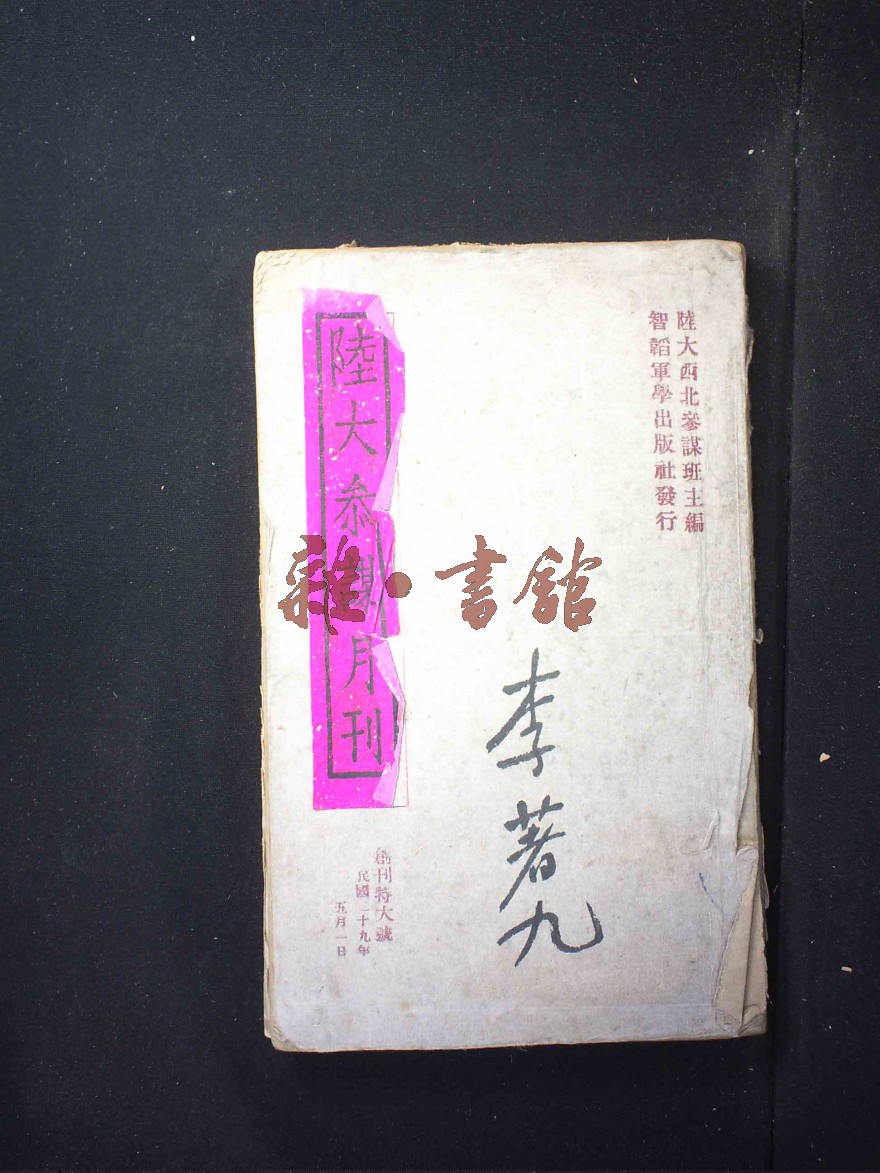 陸大西北參謀班主編
智韜軍學出版社發行
陸大叅謀月刊
創刊特大號
民國二十九年
五月一日
李著九
雜·書館